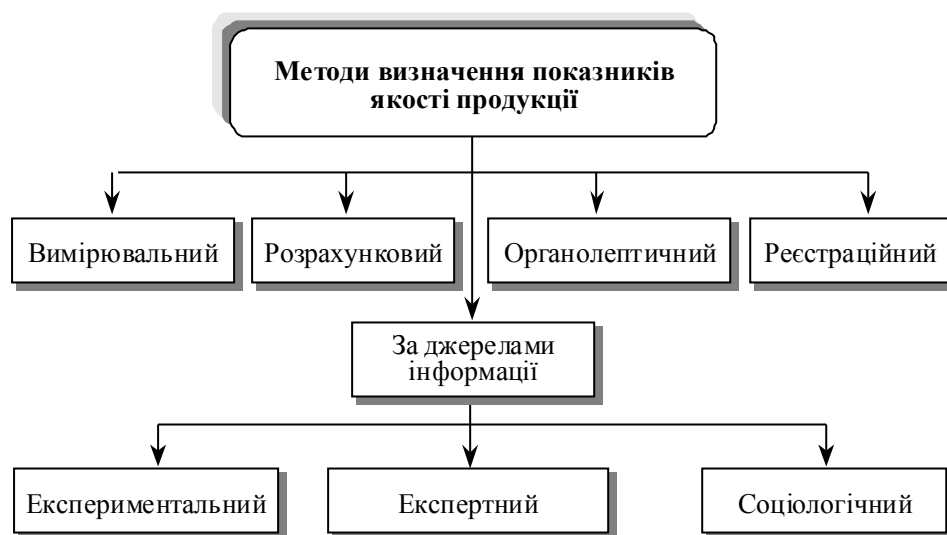 Методи визначення показників
якості продукції
Вимірювальний
Розрахунковий
Органолептичний
Реєстраційний
За джерелами
інформації
Експериментальний
Експертний
Соціологічний